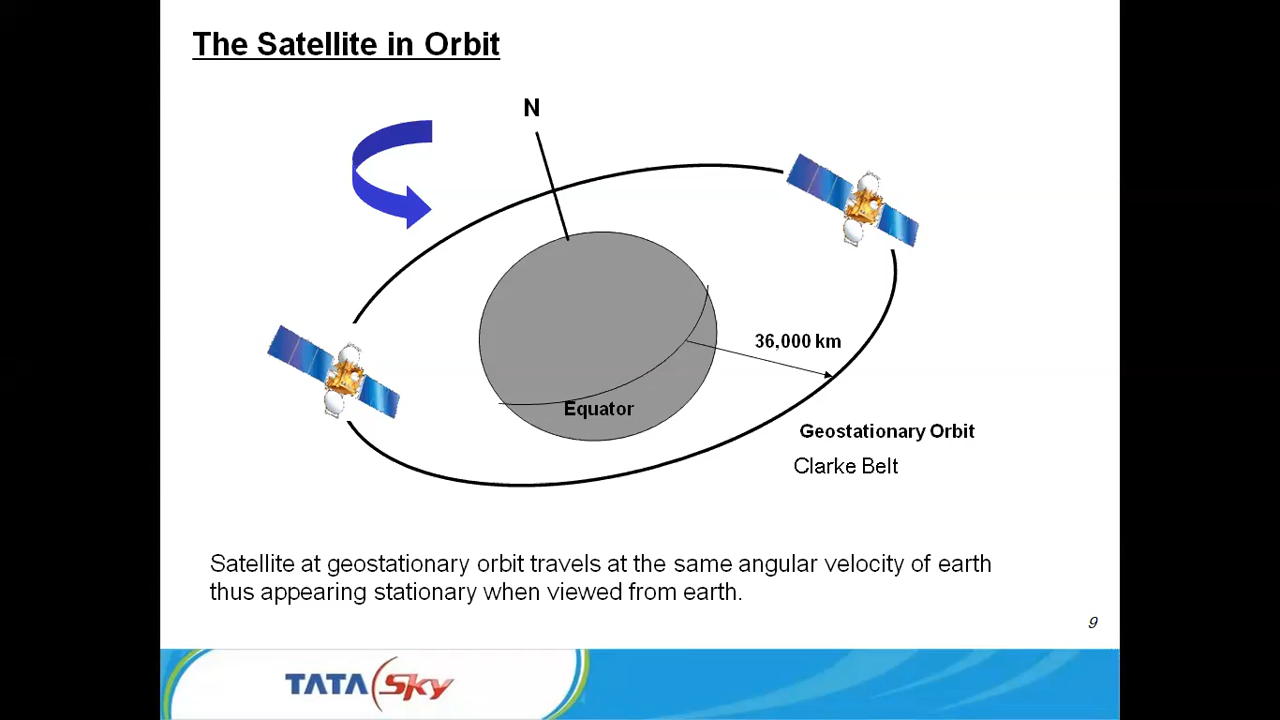 The Satellite in Orbit
N
36,000 km
Equator
Geostationary Orbit
Clarke Belt
Satellite at geostationary orbit travels at the same angular velocity of earth
thus appearing stationary when viewed from earth.
9
TATA Sky